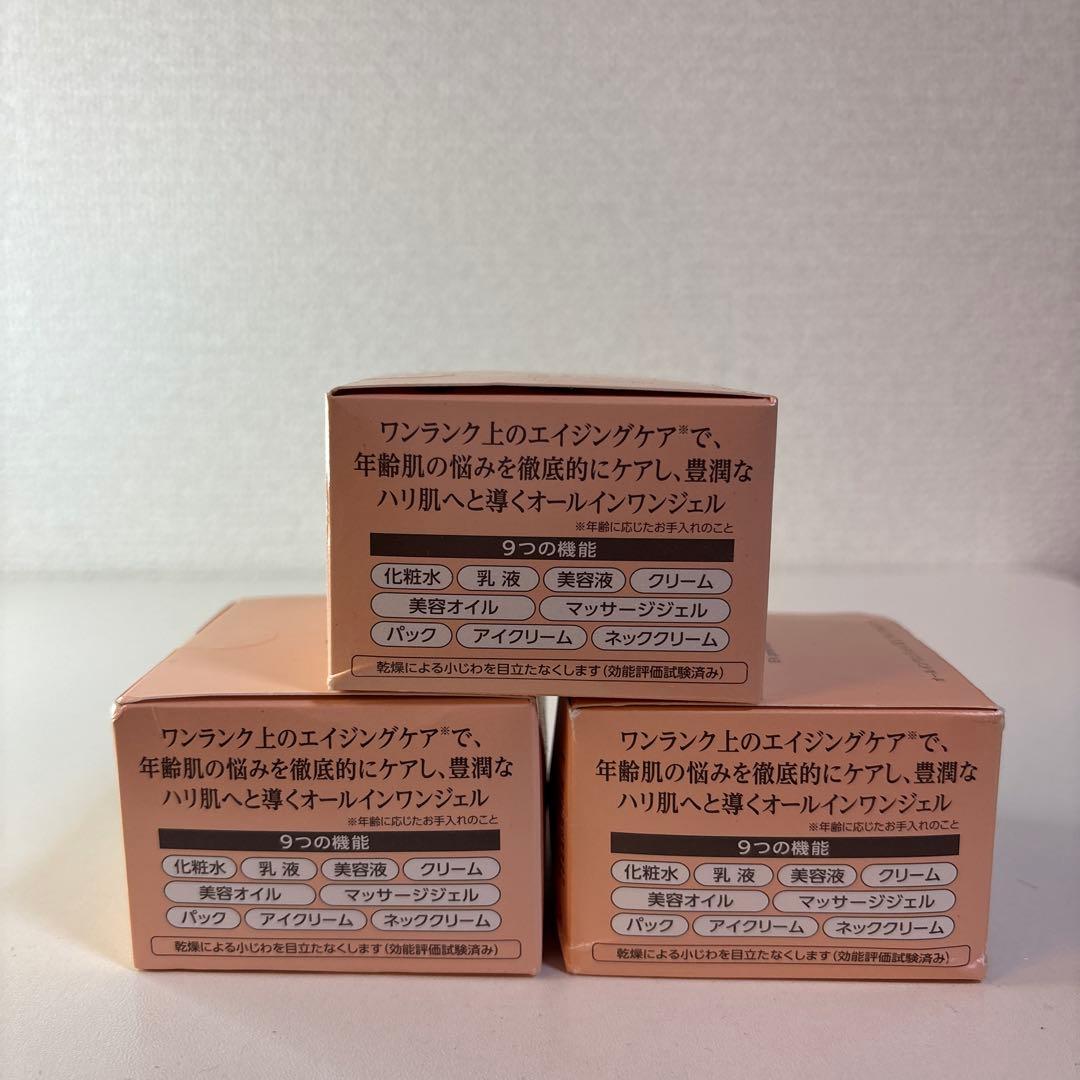 ワンランク上のエイジングケア※で、
年齢肌の悩みを徹底的にケアし、豊潤な
ハリ肌へと導くオールインワンジェル
※年齢に応じたお手入れのこと
9つの機能
化粧水 乳液 美容液 クリーム
美容オイル マッサージジェル
パック アイクリーム ネッククリーム
乾燥による小じわを目立たなくします(効能評価試験済み)
ワンランク上のエイジングケア※で、
年齢肌の悩みを徹底的にケアし、豊潤な
ハリ肌へと導くオールインワンジェル
※年齢に応じたお手入れのこと
9つの機能
化粧水 乳液 美容液 クリーム
美容オイル マッサージジェル
パック アイクリーム ネッククリーム
乾燥による小じわを目立たなくします(効能評価試験済み)
ワンランク上のエイジングケア※で、
年齢肌の悩みを徹底的にケアし、豊潤な
ハリ肌へと導くオールインワンジェル
※年齢に応じたお手入れのこと
9つの機能
化粧水 乳液 美容液 クリーム
美容オイル マッサージジェル
パック アイクリーム ネッククリーム
乾燥による小じわを目立たなくします(効能評価試験済み)